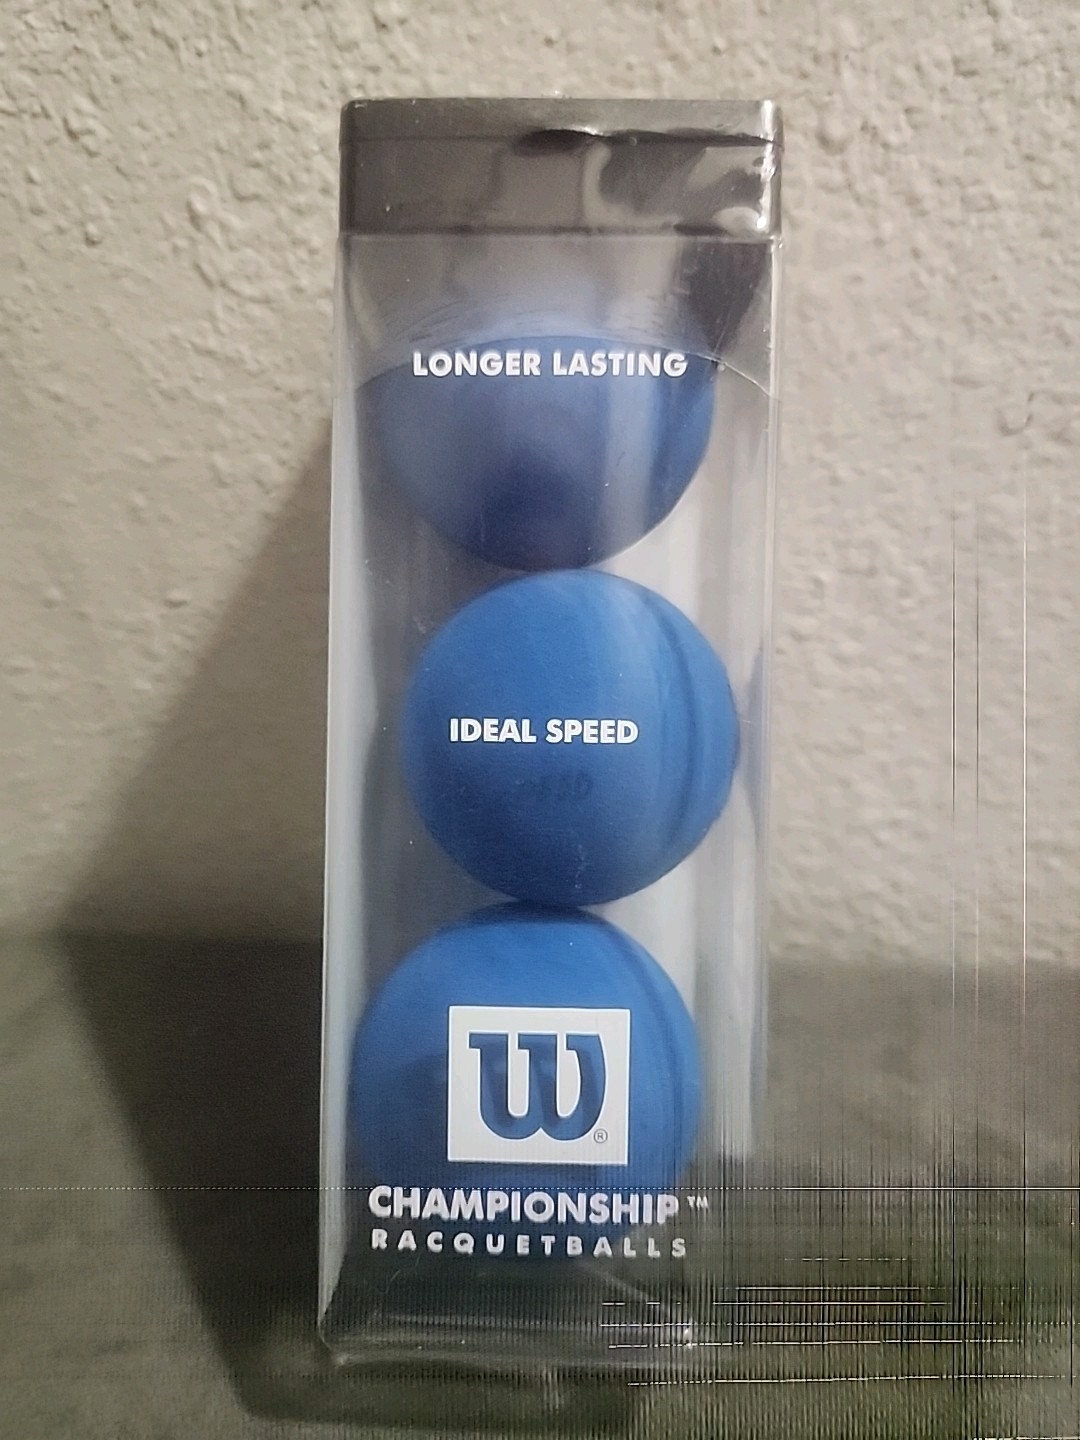 LONGER LASTING
IDEAL SPEED
W®
CHAMPIONSHIP™
RACQUETBALLS